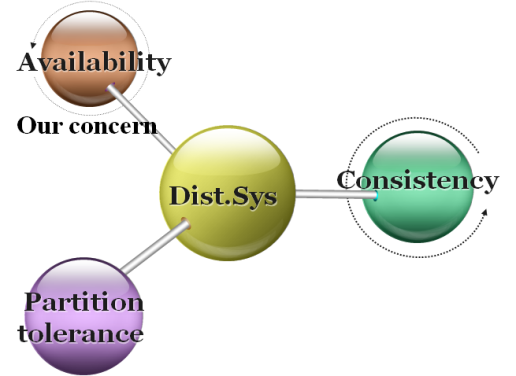 Availability
Our concern
Dist.Sys
Consistency
Partition
tolerance